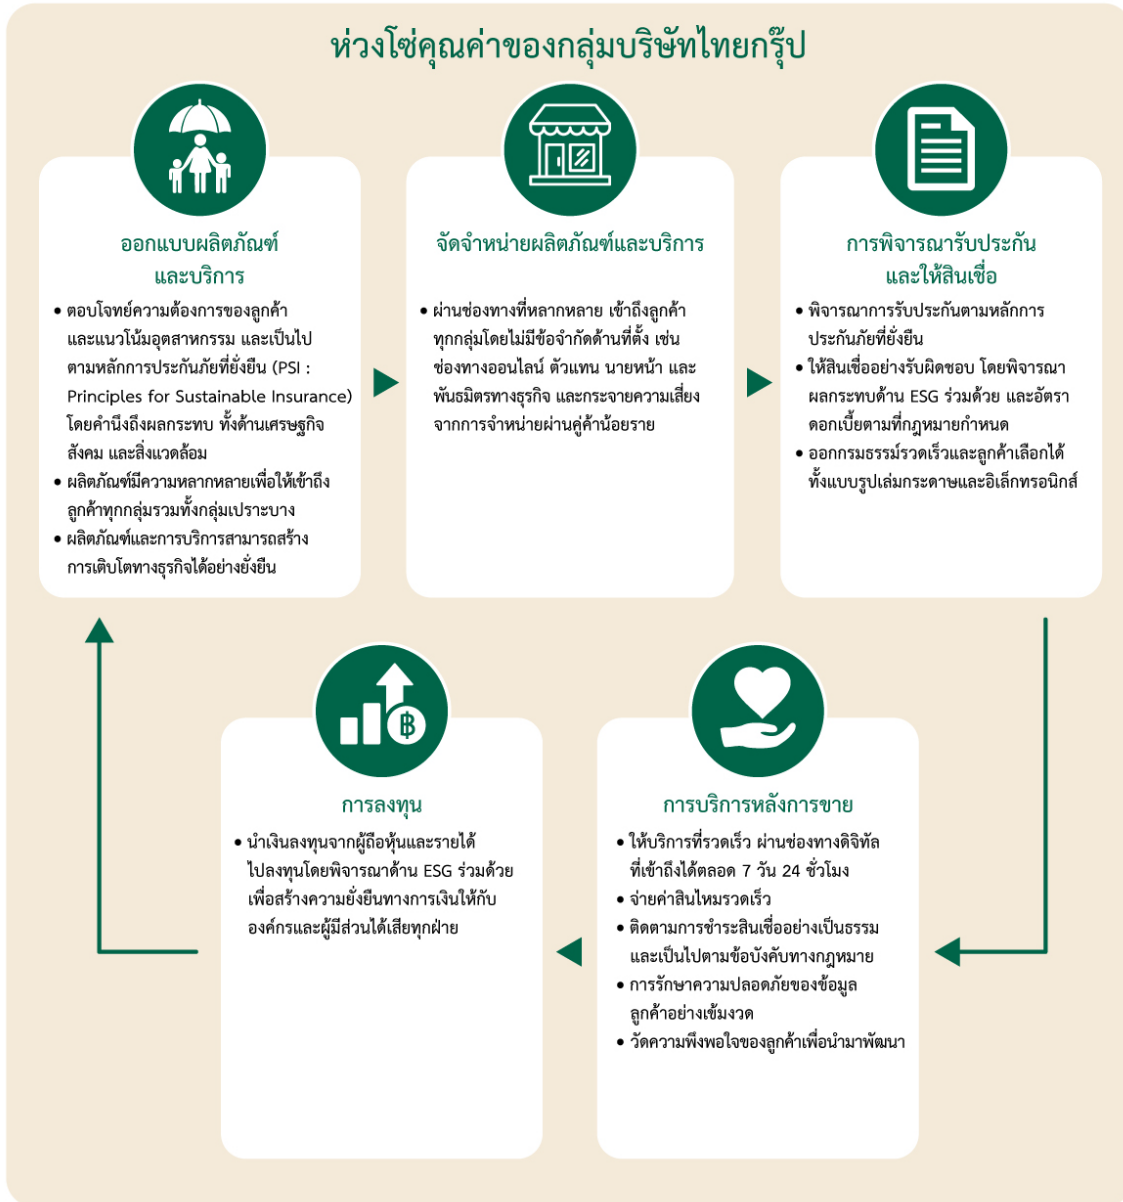 ห่วงโซ่คุณค่าของกลุ่มบริษัทไทยกรุ๊ป
ออกแบบผลิตภัณฑ์
และบริการ
• ตอบโจทย์ความต้องการของลูกค้า
และแนวโน้มอุตสาหกรรม และเป็นไป
ตามหลักการประกันภัยที่ยั่งยืน (PSI :
Principles for Sustainable Insurance)
โดยคำนึงถึงผลกระทบ ทั้งด้านเศรษฐกิจ
สังคม และสิ่งแวดล้อม
• ผลิตภัณฑ์มีความหลากหลายเพื่อให้เข้าถึง
ลูกค้าทุกกลุ่มรวมทั้งกลุ่มเปราะบาง
• ผลิตภัณฑ์และการบริการสามารถสร้าง
การเติบโตทางธุรกิจได้อย่างยั่งยืน
จัดจำหน่ายผลิตภัณฑ์และบริการ
• ผ่านช่องทางที่หลากหลาย เข้าถึงลูกค้า
ทุกกลุ่มโดยไม่มีข้อจำกัดด้านที่ตั้ง เช่น
ช่องทางออนไลน์ ตัวแทน นายหน้า และ
พันธมิตรทางธุรกิจ และกระจายความเสี่ยง
จากการจำหน่ายผ่านคู่ค้าน้อยราย
การพิจารณารับประกัน
และให้สินเชื่อ
• พิจารณาการรับประกันตามหลักการ
ประกันภัยที่ยั่งยืน
• ให้สินเชื่ออย่างรับผิดชอบ โดยพิจารณา
ผลกระทบด้าน ESG ร่วมด้วย และอัตรา
ดอกเบี้ยตามที่กฎหมายกำหนด
• ออกกรมธรรม์รวดเร็วและลูกค้าเลือกได้
ทั้งแบบรูปเล่มกระดาษและอิเล็กทรอนิกส์
การลงทุน
• นำเงินลงทุนจากผู้ถือหุ้นและรายได้
ไปลงทุนโดยพิจารณาด้าน ESG ร่วมด้วย
เพื่อสร้างความยั่งยืนทางการเงินให้กับ
องค์กรและผู้มีส่วนได้เสียทุกฝ่าย
การบริการหลังการขาย
• ให้บริการที่รวดเร็ว ผ่านช่องทางดิจิทัล
ที่เข้าถึงได้ตลอด 7 วัน 24 ชั่วโมง
• จ่ายค่าสินไหมรวดเร็ว
• ติดตามการชำระสินเชื่ออย่างเป็นธรรม
และเป็นไปตามข้อบังคับทางกฎหมาย
• การรักษาความปลอดภัยของข้อมูล
ลูกค้าอย่างเข้มงวด
• วัดความพึงพอใจของลูกค้าเพื่อนำมาพัฒนา